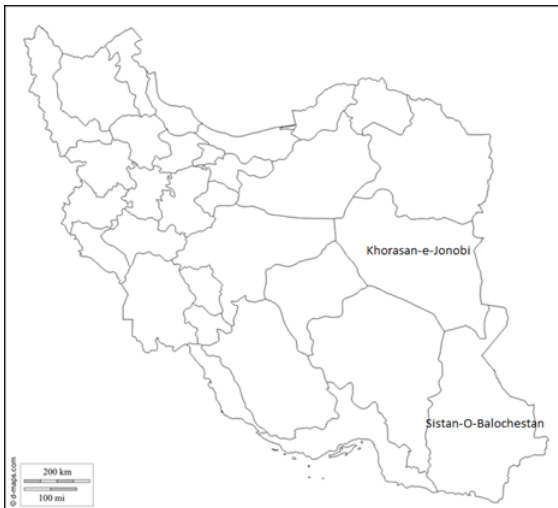 Khorasan-e-Jonobi
Sistan-O-Balochestan
200 km
100 mi
© d-maps.com